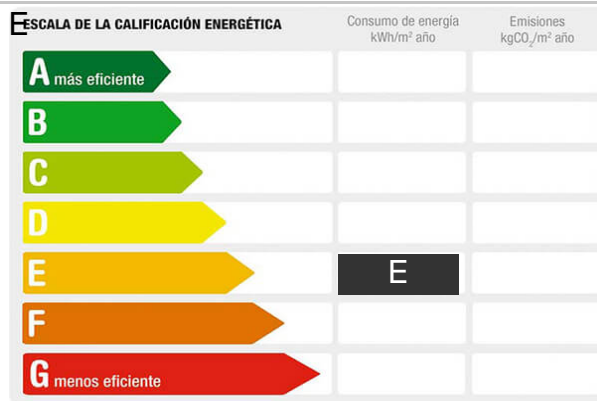 E
ESCALA DE LA CALIFICACIÓN ENERGÉTICA
Consumo de energía
kWh/m² año
Emisiones
kgCO₂/m² año
A más eficiente
B
C
D
E
E
F
G menos eficiente